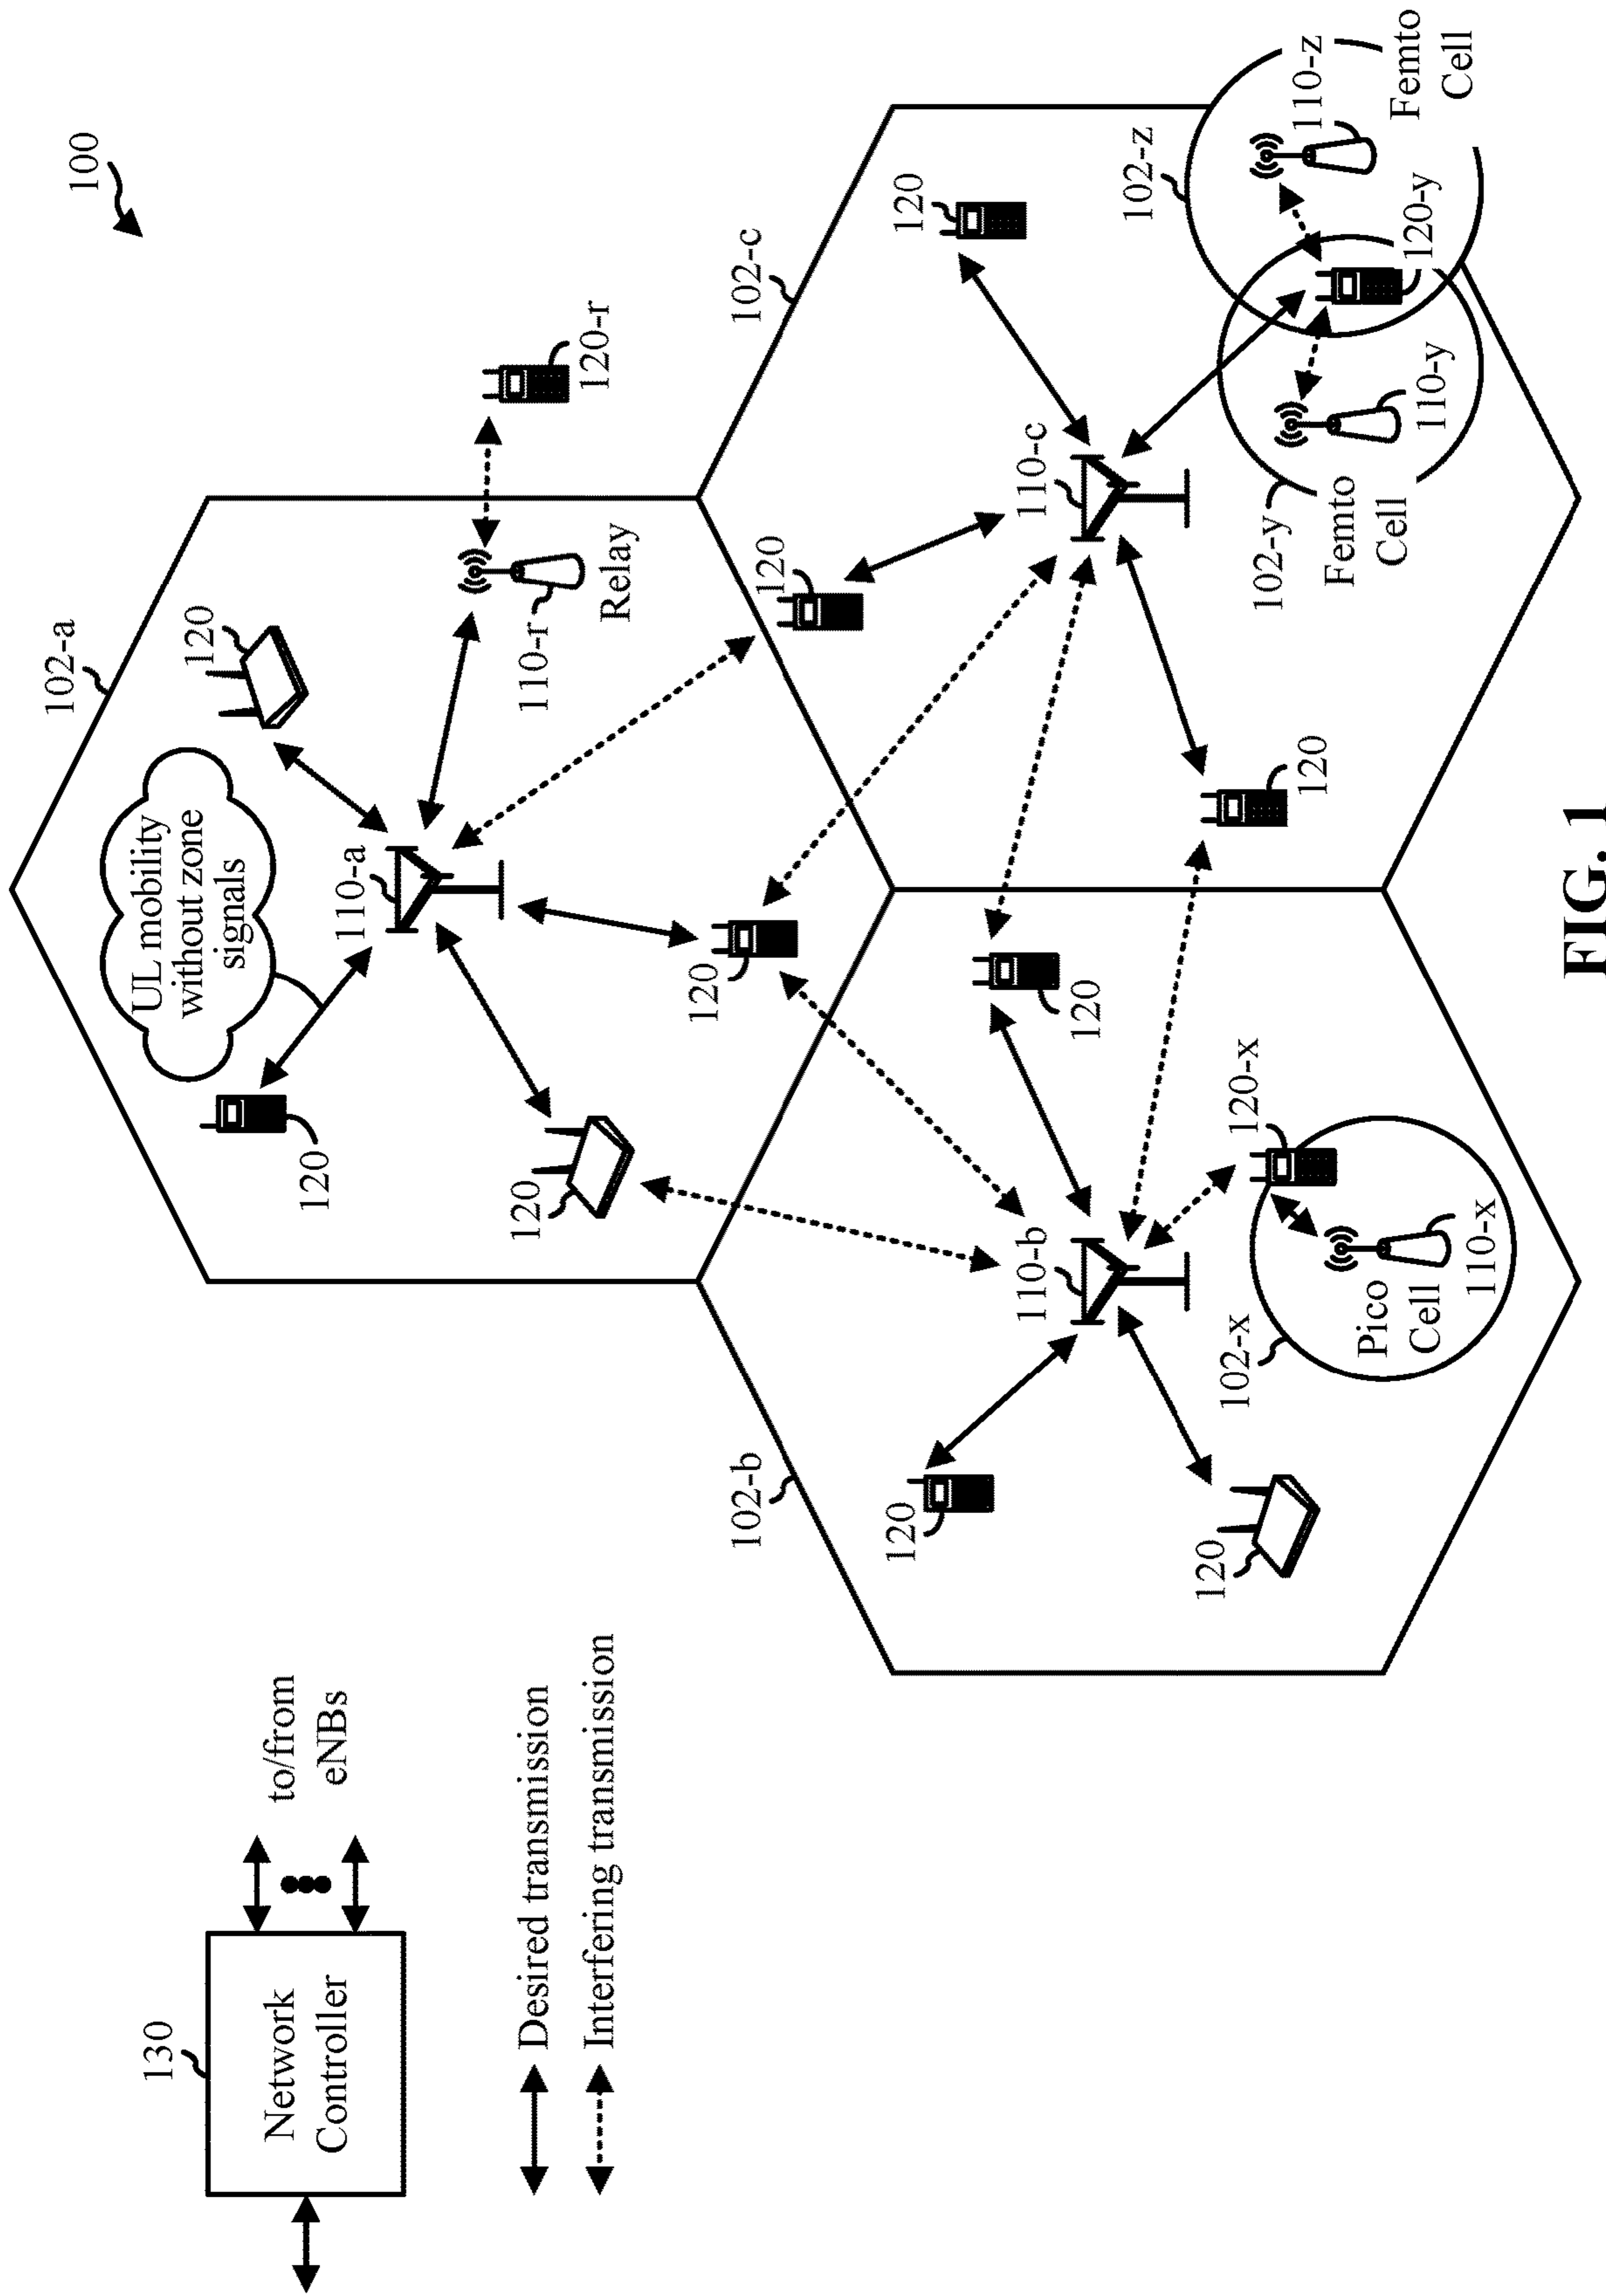 100
130
Network
Controller
to/from
eNBs
Desired transmission
Interfering transmission
102-a
UL mobility
without zone
signals
120
120
110-a
120
120
110-r
Relay
120-r
102-b
120
120
110-b
120
120
102-x
Pico
Cell
110-x
120-x
102-c
120
120
110-c
120
102-y
Femto
Cell
110-y
120-y
102-z
110-z
Femto
Cell
FIG. 1